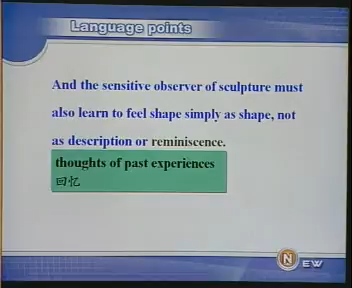 Language points
And the sensitive observer of sculpture must
also learn to feel shape simply as shape, not
as description or reminiscence.
thoughts of past experiences
回忆
NEW